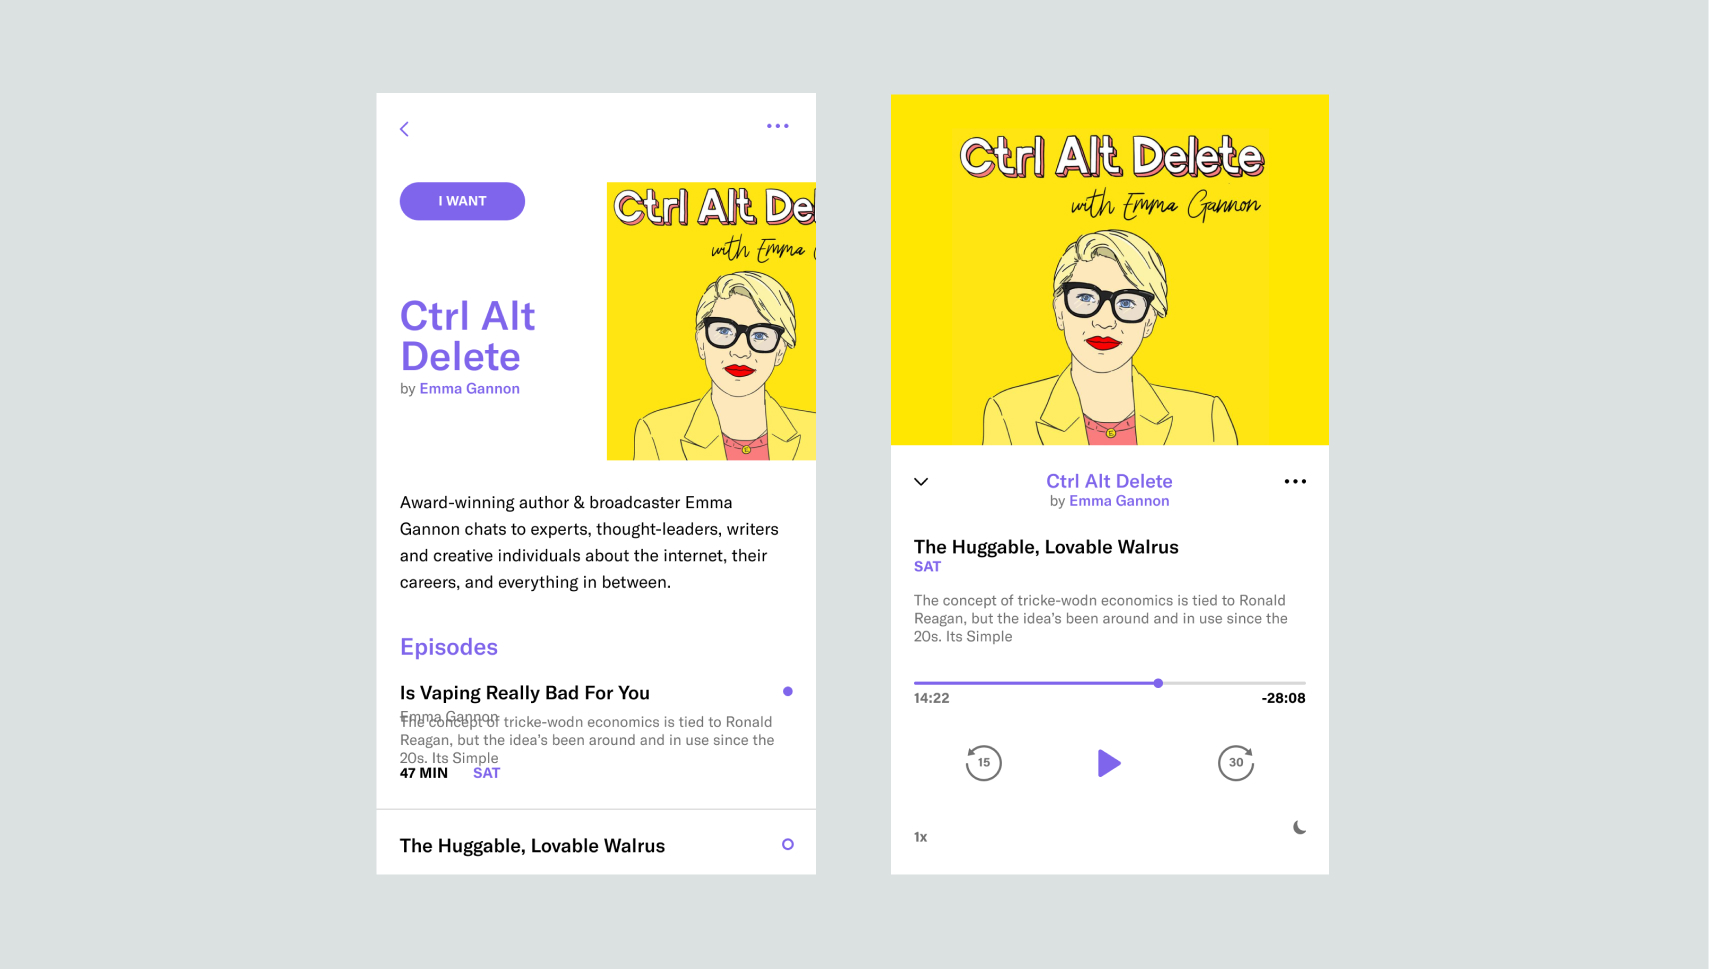 I WANT
Ctrl Alt De
with Emma
Ctrl Alt
Delete
by Emma Gannon
Award-winning author & broadcaster Emma
Gannon chats to experts, thought-leaders, writers
and creative individuals about the internet, their
careers, and everything in between.
Episodes
Is Vaping Really Bad For You
Emma Gannon
The concept of tricke-wodn economics is tied to Ronald
Reagan, but the idea's been around and in use since the
20s. Its Simple
47 MIN SAT
The Huggable, Lovable Walrus
Ctrl Alt Delete
with Emma Gannon
E
Ctrl Alt Delete
by Emma Gannon
The Huggable, Lovable Walrus
SAT
The concept of tricke-wodn economics is tied to Ronald
Reagan, but the idea's been around and in use since the
20s. Its Simple
14:22 -28:08
15 30
1x